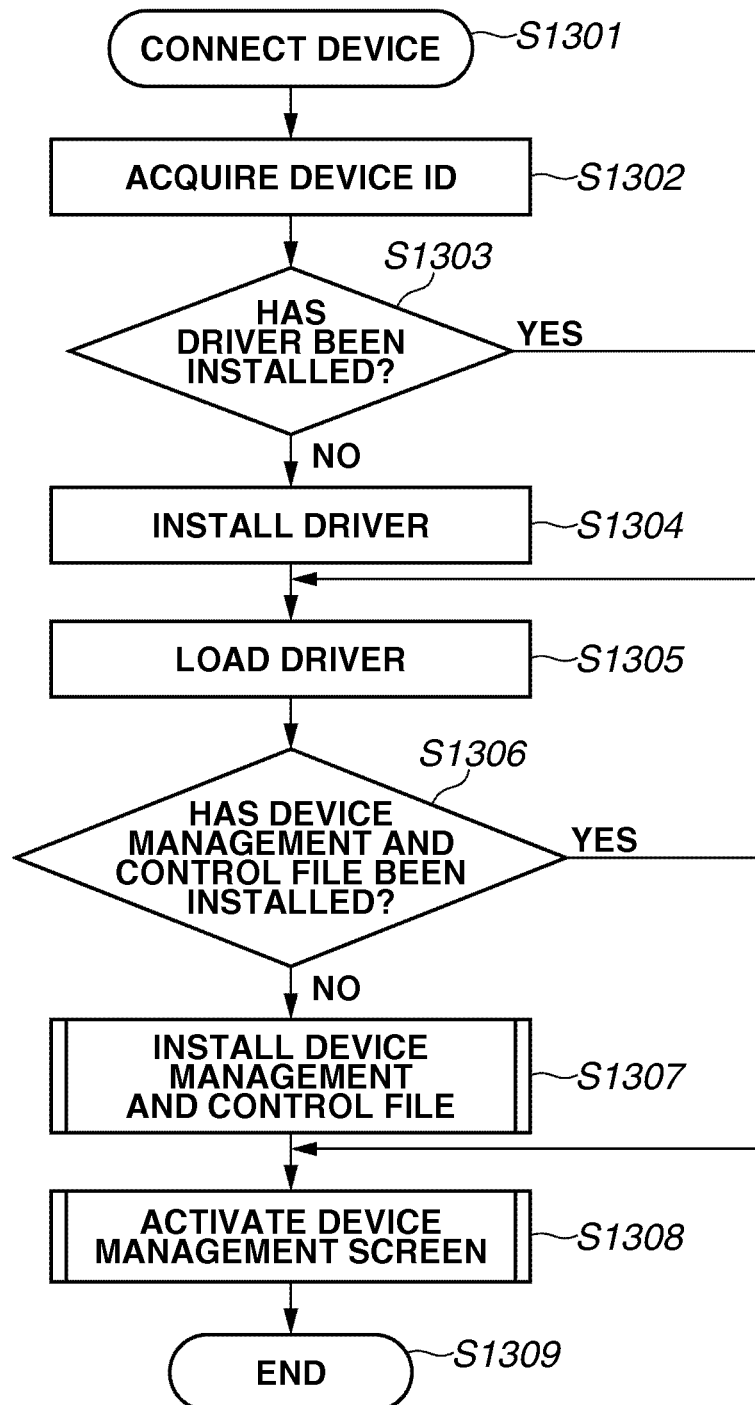 CONNECT DEVICE
S1301
ACQUIRE DEVICE ID
S1302
S1303
HAS
DRIVER BEEN
INSTALLED?
YES
NO
INSTALL DRIVER
S1304
LOAD DRIVER
S1305
S1306
HAS DEVICE
MANAGEMENT AND
CONTROL FILE BEEN
INSTALLED?
YES
NO
INSTALL DEVICE
MANAGEMENT
AND CONTROL FILE
S1307
ACTIVATE DEVICE
MANAGEMENT SCREEN
S1308
END
S1309